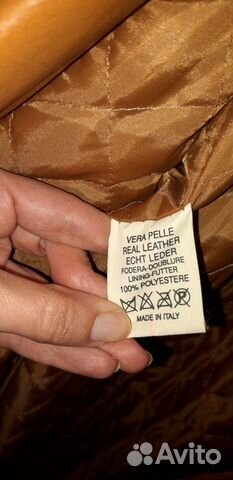 VERA PELLE
REAL LEATHER
ECHT LEDER
FODERA-DOUBLURE
LINING-FUTTER
100% POLYESTERE
MADE IN ITALY
Avito